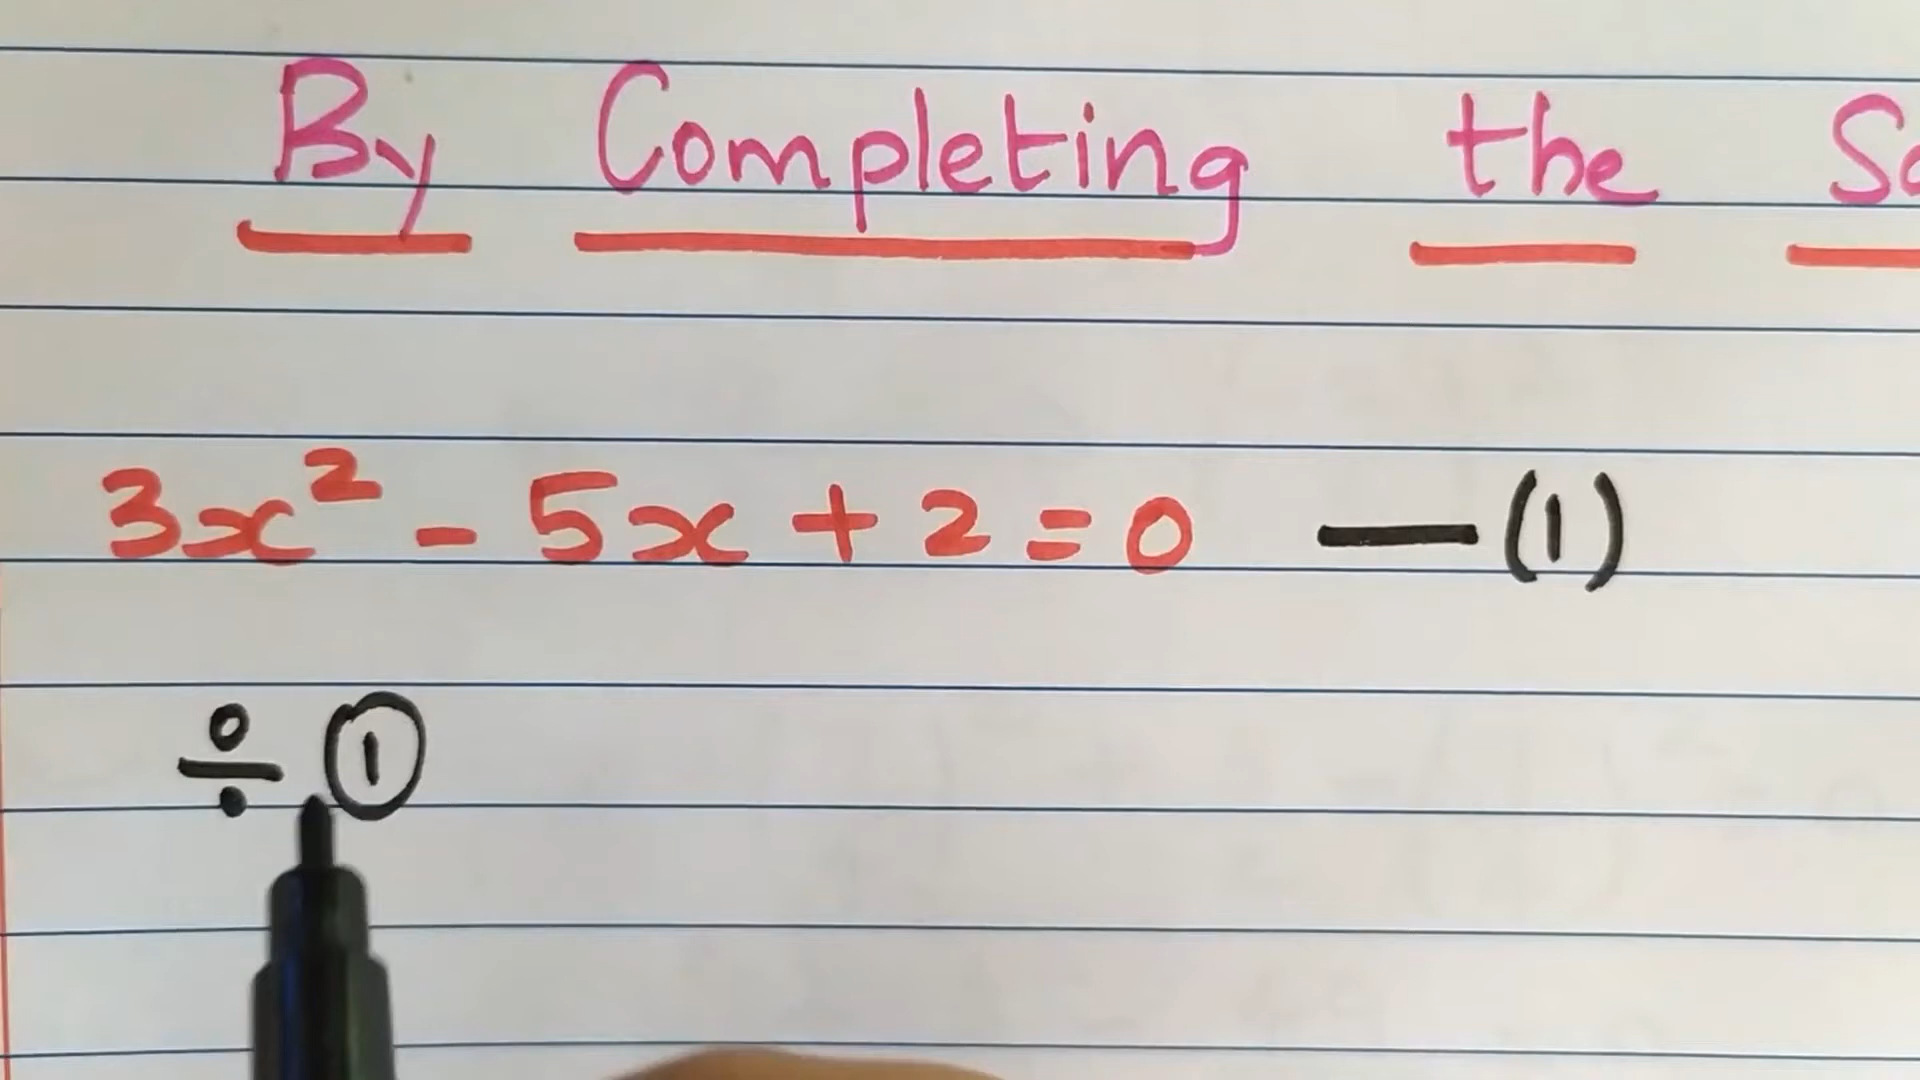 By Completing the
3x² - 5x + 2 = 0 — (1)
÷ ①